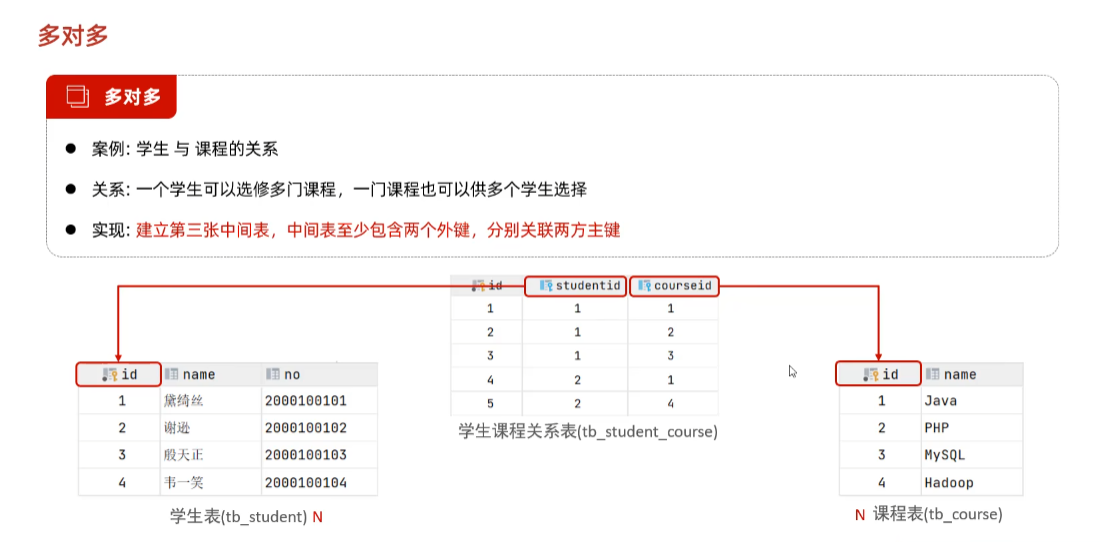 多对多
多对多
案例: 学生 与 课程的关系
关系: 一个学生可以选修多门课程，一门课程也可以供多个学生选择
实现: 建立第三张中间表，中间表至少包含两个外键，分别关联两方主键
id studentid courseid
1 1 1
2 1 2
3 1 3
4 2 1
5 2 4
学生课程关系表(tb_student_course)
id name no
1 黛绮丝 2000100101
2 谢逊 2000100102
3 殷天正 2000100103
4 韦一笑 2000100104
学生表(tb_student) N
id name
1 Java
2 PHP
3 MySQL
4 Hadoop
N 课程表(tb_course)